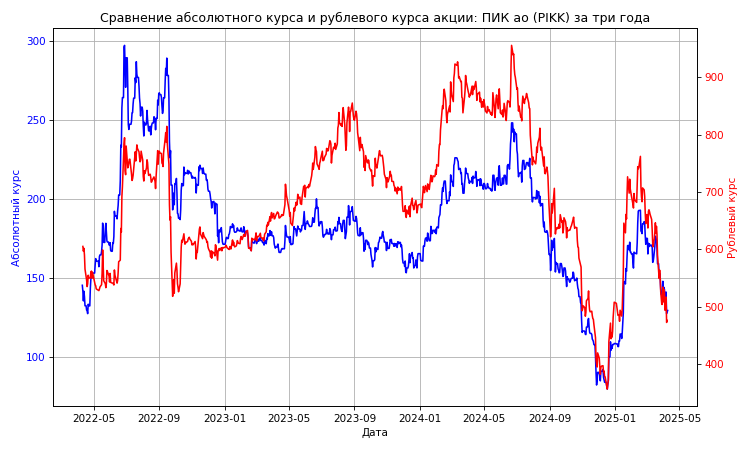 Сравнение абсолютного курса и рублевого курса акции: ПИК ао (PIKK) за три года
Абсолютный курс
300
250
200
150
100
Рублевый курс
900
800
700
600
500
400
2022-05 2022-09 2023-01 2023-05 2023-09 2024-01 2024-05 2024-09 2025-01 2025-05
Дата